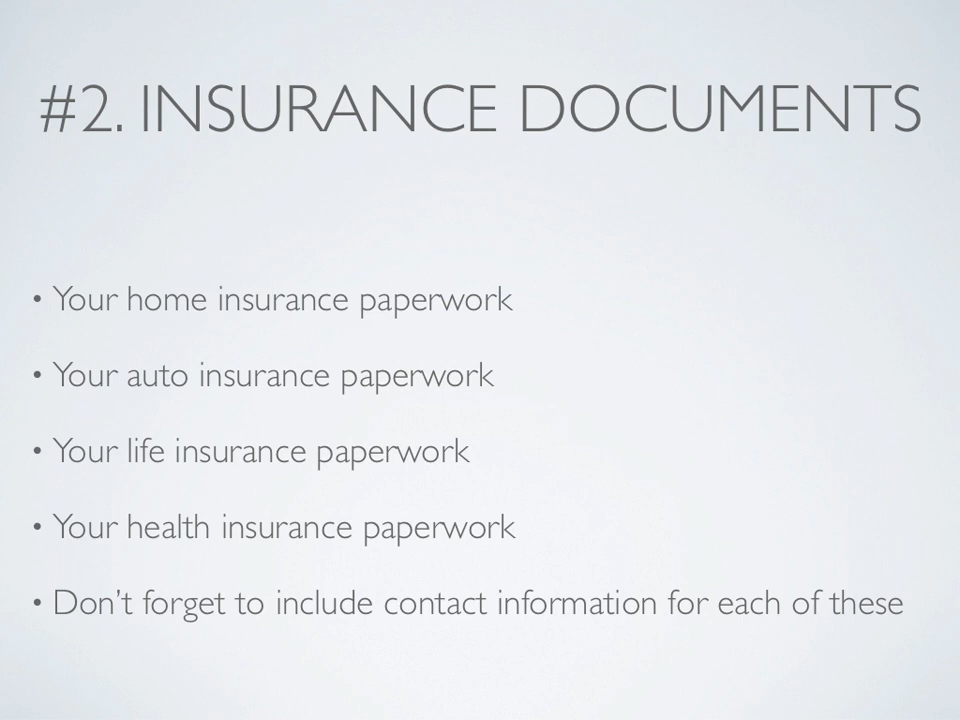 #2. INSURANCE DOCUMENTS
• Your home insurance paperwork
• Your auto insurance paperwork
• Your life insurance paperwork
• Your health insurance paperwork
• Don’t forget to include contact information for each of these